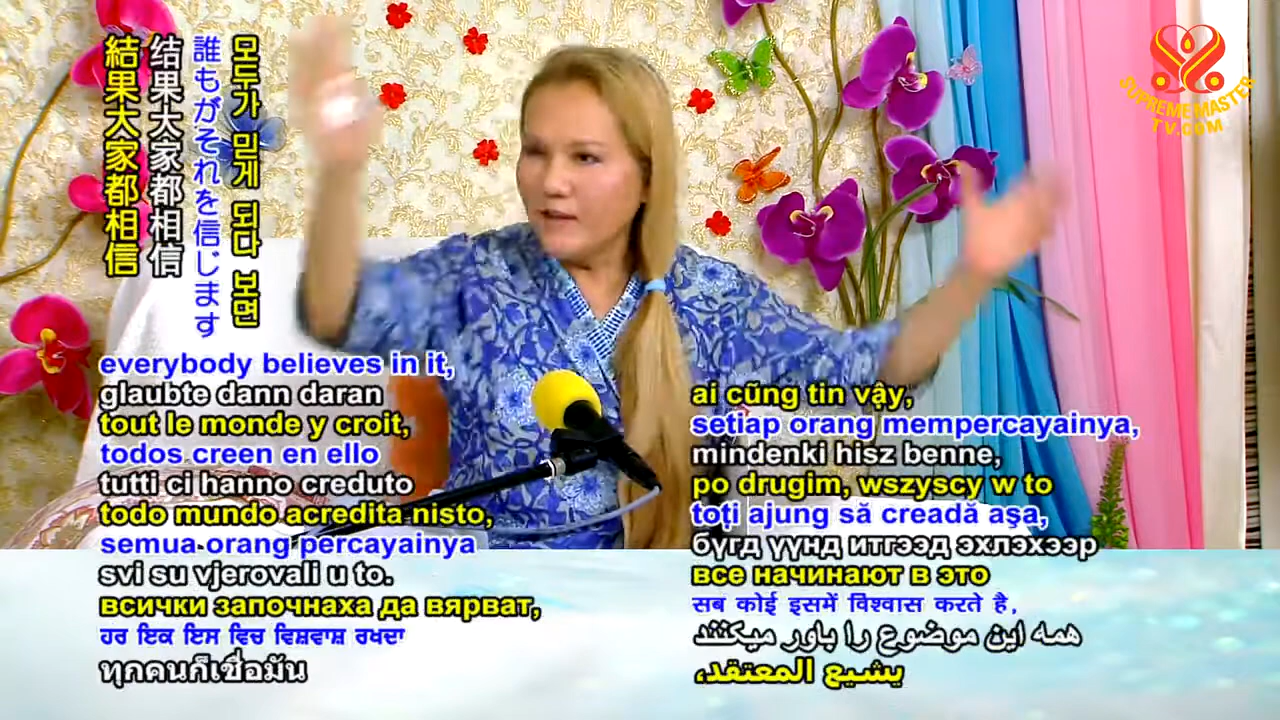 結果大家都相信
结果大家都相信
誰もがそれを信じます
모두가 믿게 되다 보면
SUPREME MASTER
TV.COM
everybody believes in it,
glaubte dann daran
tout le monde y croit,
todos creen en ello
tutti ci hanno creduto
todo mundo acredita nisto,
semua orang percayainya
svi su vjerovali u to.
всички започнаха да вярват,
ਹਰ ਇਕ ਇਸ ਵਿਚ ਵਿਸ਼ਵਾਸ਼ ਰਖਦਾ
ทุกคนก็เชื่อมัน
ai cũng tin vậy,
setiap orang mempercayainya,
mindenki hisz benne,
po drugim, wszyscy w to
toți ajung să creadă aşa,
бүгд үүнд итгээд эхлэхээр
все начинают в это
सब कोई इसमें विश्वास करते है,
همه این موضوع را باور میکنند
يشيع المعتقد،